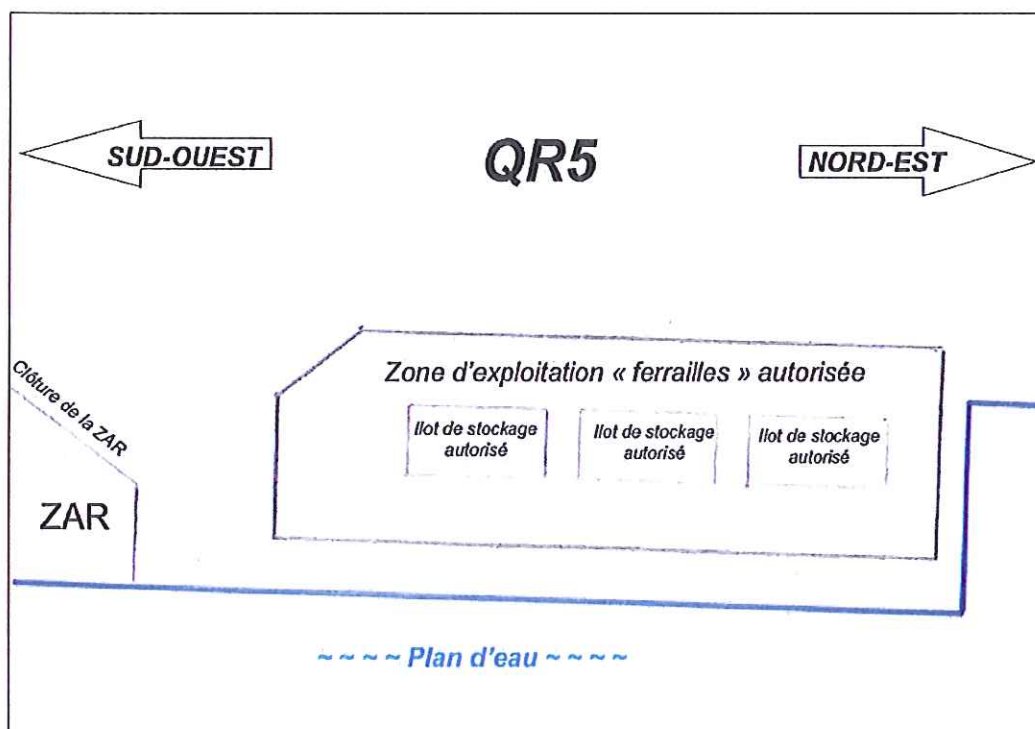 SUD-OUEST
QR5
NORD-EST
Clôture de la ZAR
ZAR
Zone d'exploitation « ferrailles » autorisée
Ilot de stockage
autorisé
Ilot de stockage
autorisé
Ilot de stockage
autorisé
~ ~ ~ ~ Plan d'eau ~ ~ ~ ~